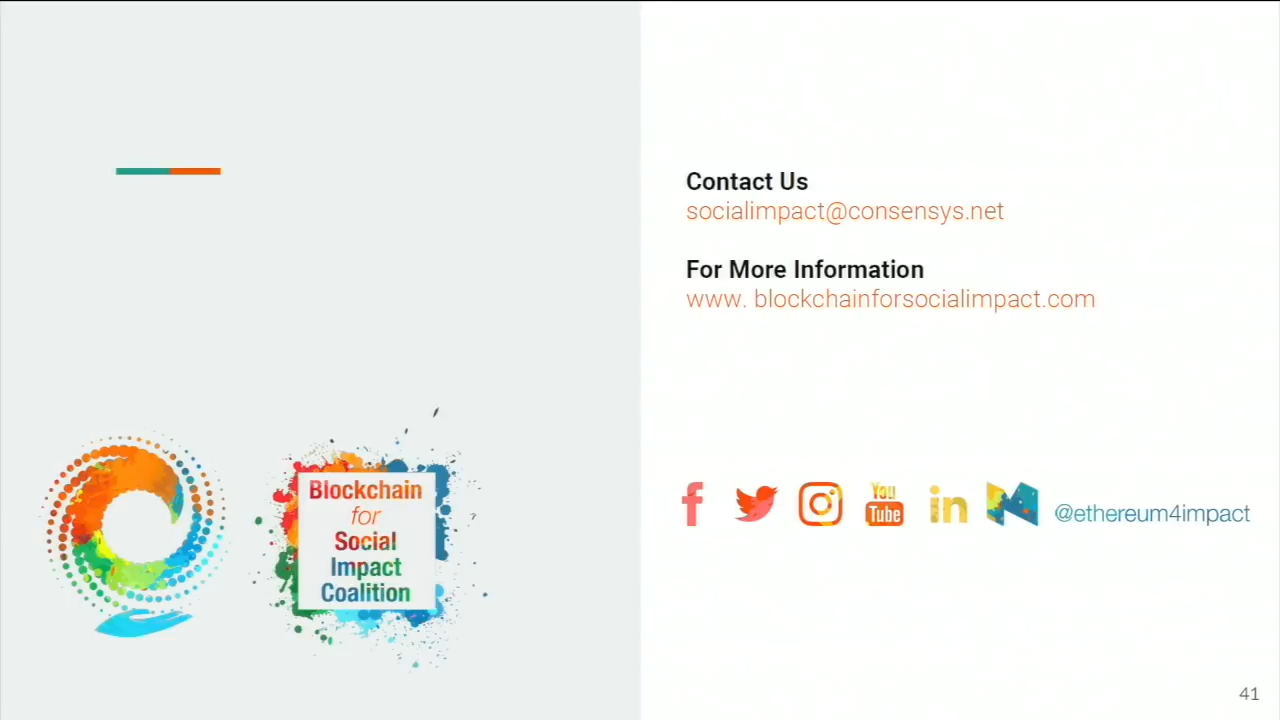 Contact Us
socialimpact@consensys.net
For More Information
www. blockchainforsocialimpact.com
Blockchain
for
Social
Impact
Coalition
f
You
Tube
in
@ethereum4impact
41